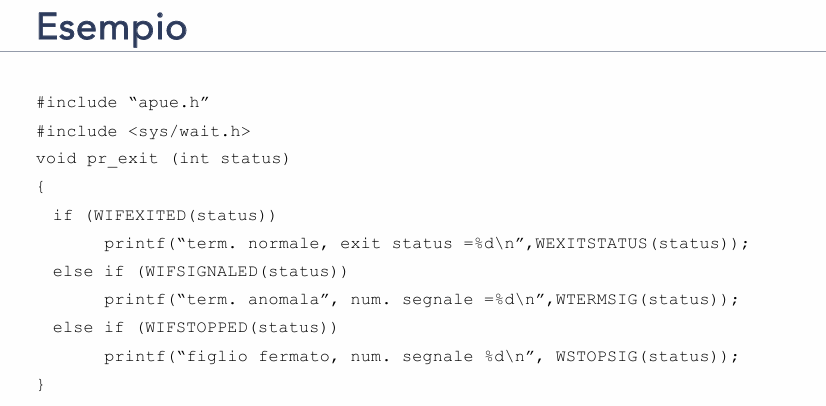 Esempio
#include “apue.h”
#include <sys/wait.h>
void pr_exit (int status)
{
if (WIFEXITED(status))
printf(“term. normale, exit status =%d\n”,WEXITSTATUS(status));
else if (WIFSIGNALED(status))
printf(“term. anomala”, num. segnale =%d\n”,WTERMSIG(status));
else if (WIFSTOPPED(status))
printf(“figlio fermato, num. segnale %d\n”, WSTOPSIG(status));
}